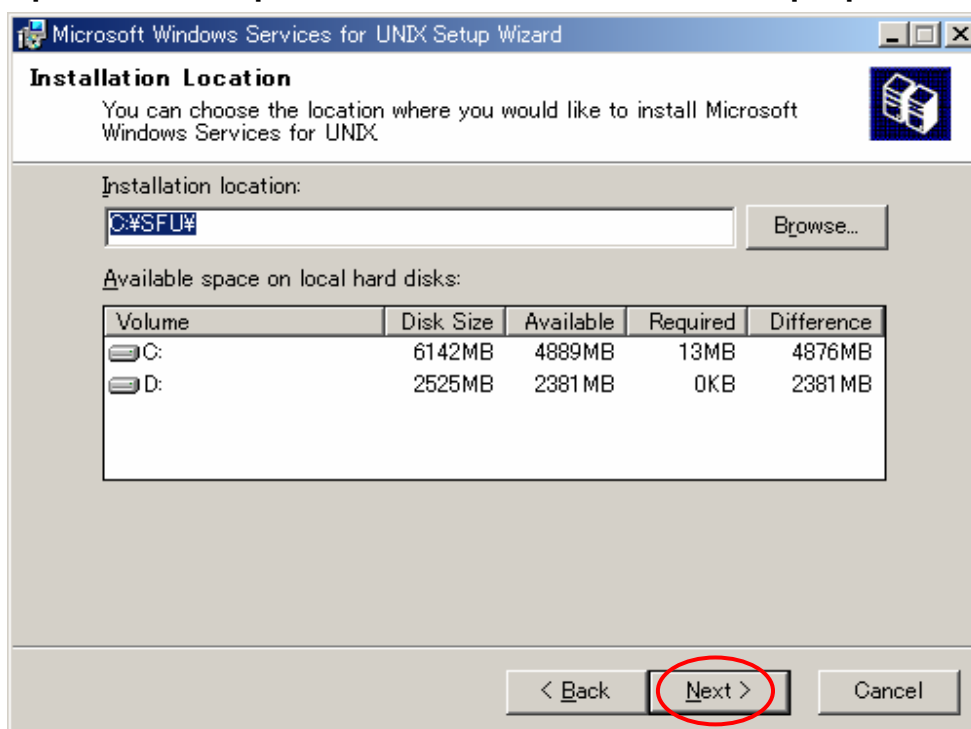 Microsoft Windows Services for UNIX Setup Wizard
Installation Location
You can choose the location where you would like to install Microsoft
Windows Services for UNIX.
Installation location:
C:¥SFU¥
Browse...
Available space on local hard disks:
Volume Disk Size Available Required Difference
C: 6142MB 4889MB 13MB 4876MB
D: 2525MB 2381MB 0KB 2381MB
< Back Next > Cancel